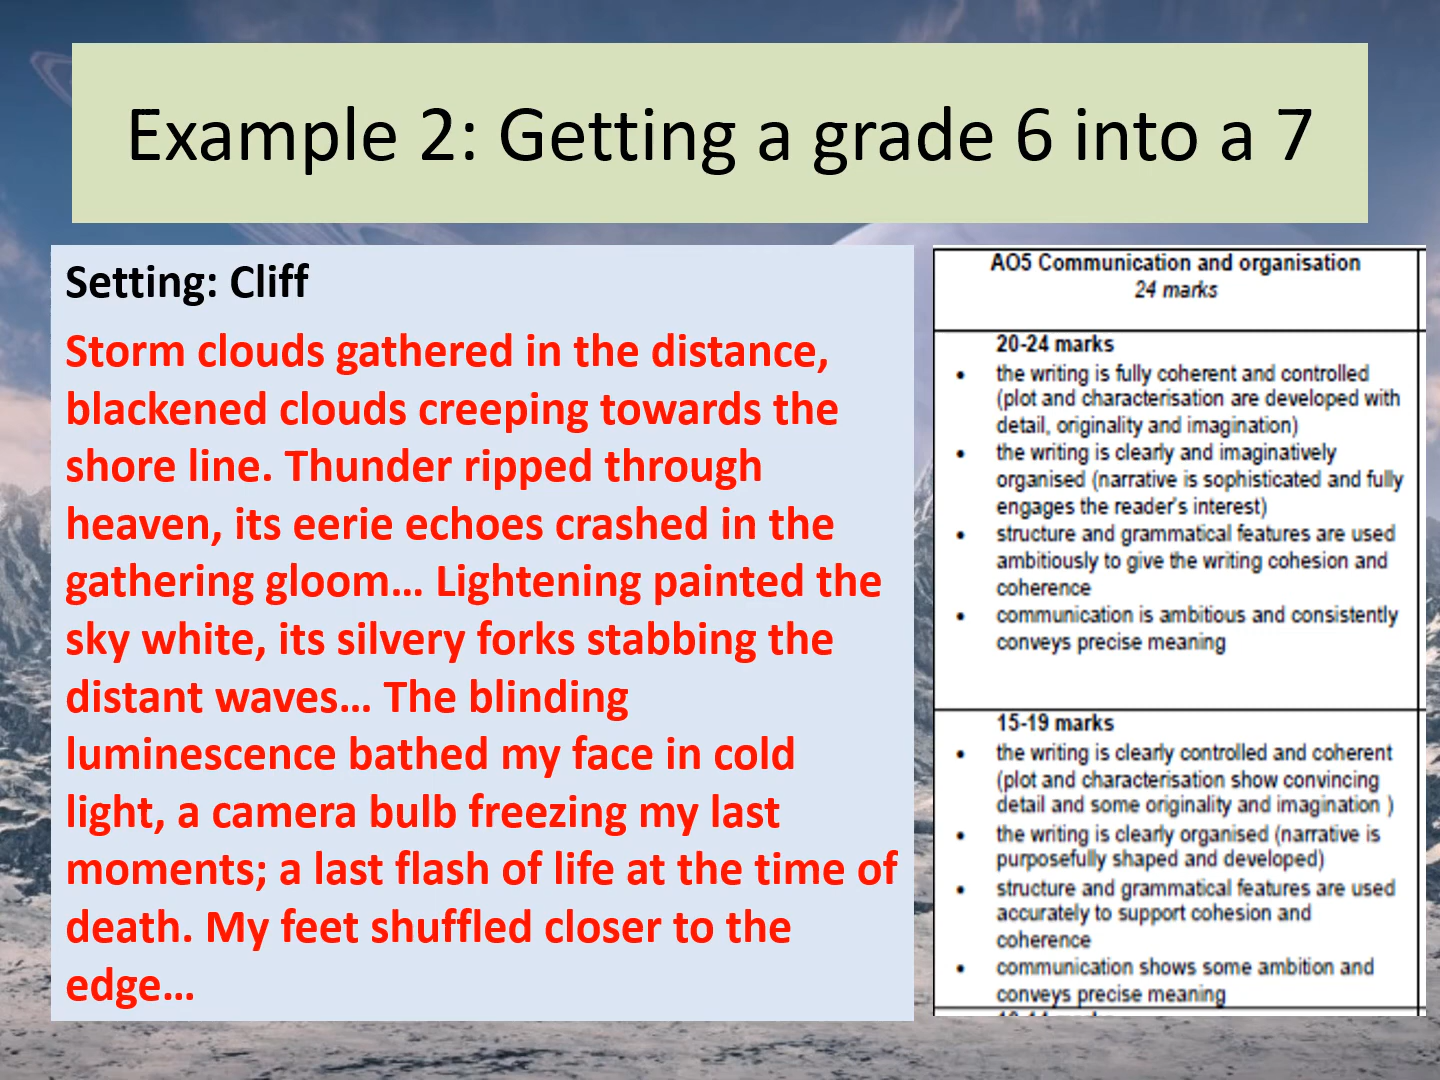 Example 2: Getting a grade 6 into a 7
Setting: Cliff
Storm clouds gathered in the distance,
blackened clouds creeping towards the
shore line. Thunder ripped through
heaven, its eerie echoes crashed in the
gathering gloom... Lightening painted the
sky white, its silvery forks stabbing the
distant waves... The blinding
luminescence bathed my face in cold
light, a camera bulb freezing my last
moments; a last flash of life at the time of
death. My feet shuffled closer to the
edge...
AO5 Communication and organisation
24 marks
20-24 marks
• the writing is fully coherent and controlled
(plot and characterisation are developed with
detail, originality and imagination)
• the writing is clearly and imaginatively
organised (narrative is sophisticated and fully
engages the reader's interest)
• structure and grammatical features are used
ambitiously to give the writing cohesion and
coherence
• communication is ambitious and consistently
conveys precise meaning
15-19 marks
• the writing is clearly controlled and coherent
(plot and characterisation show convincing
detail and some originality and imagination )
• the writing is clearly organised (narrative is
purposefully shaped and developed)
• structure and grammatical features are used
accurately to support cohesion and
coherence
• communication shows some ambition and
conveys precise meaning